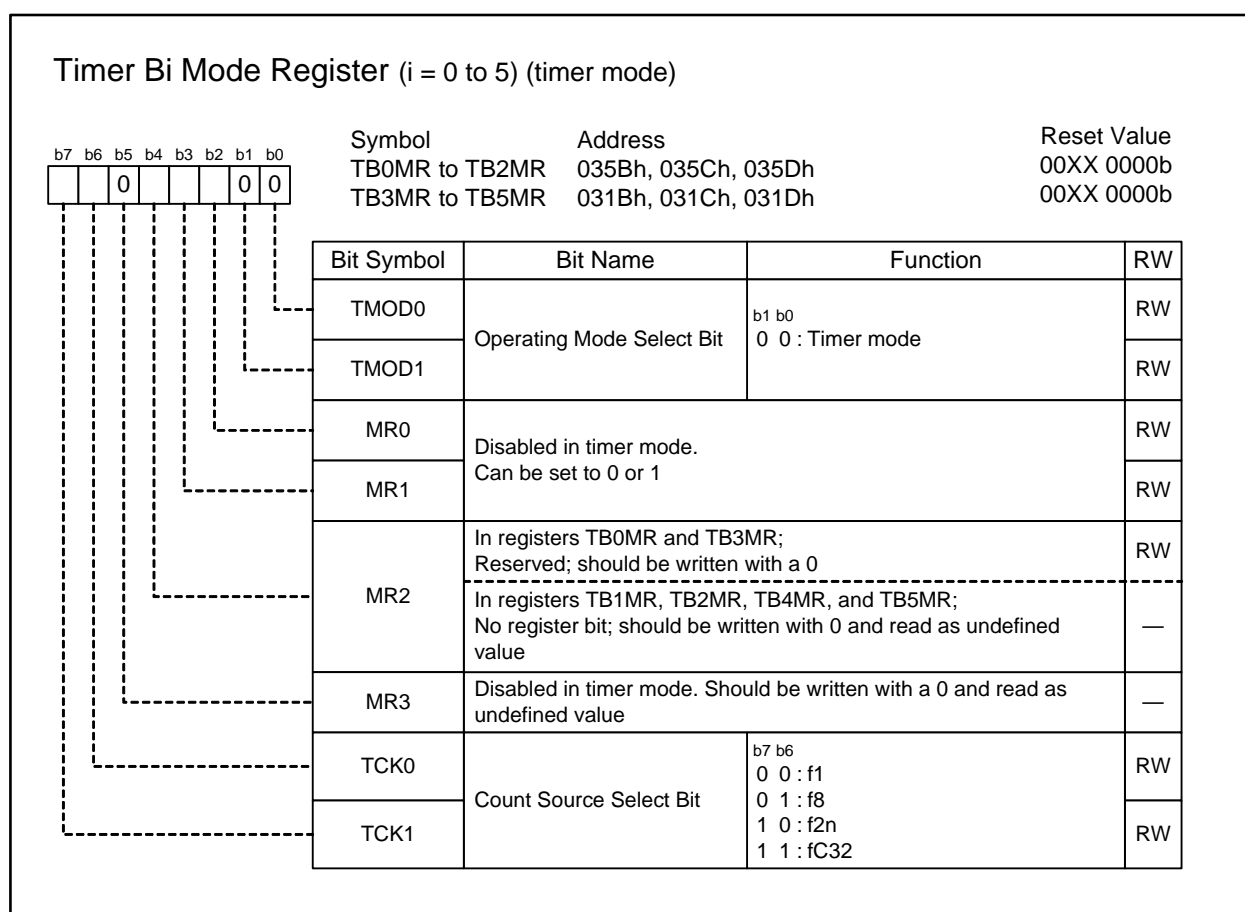 Timer Bi Mode Register (i = 0 to 5) (timer mode)
Symbol Address Reset Value
TB0MR to TB2MR 035Bh, 035Ch, 035Dh 00XX 0000b
TB3MR to TB5MR 031Bh, 031Ch, 031Dh 00XX 0000b
b7 b6 b5 b4 b3 b2 b1 b0
0 0 0
Bit Symbol Bit Name Function RW
TMOD0 RW
Operating Mode Select Bit
b1 b0
0 0 : Timer mode
TMOD1 RW
MR0 RW
Disabled in timer mode.
Can be set to 0 or 1
MR1 RW
MR2
In registers TB0MR and TB3MR;
Reserved; should be written with a 0
RW
In registers TB1MR, TB2MR, TB4MR, and TB5MR;
No register bit; should be written with 0 and read as undefined
value
—
MR3
Disabled in timer mode. Should be written with a 0 and read as
undefined value
—
TCK0 RW
Count Source Select Bit
b7 b6
0 0 : f1
0 1 : f8
1 0 : f2n
1 1 : fC32
TCK1 RW